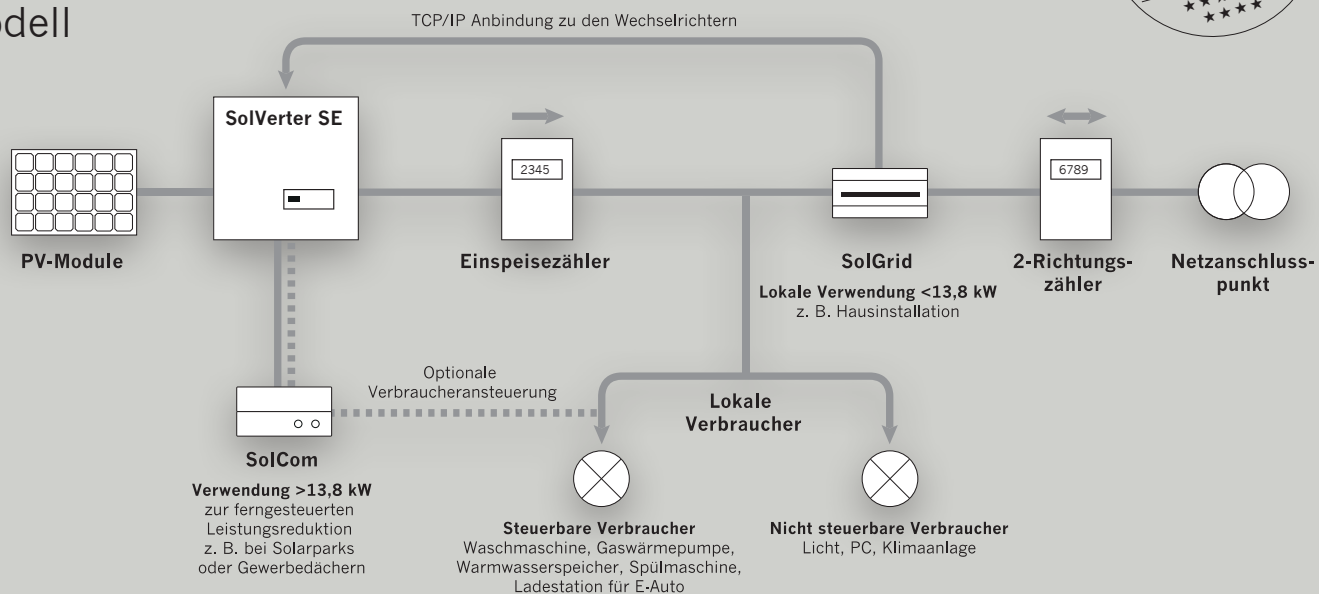 TCP/IP Anbindung zu den Wechselrichtern
SolVerter SE
2345
6789
PV-Module
Einspeisezähler
SolGrid
Lokale Verwendung <13,8 kW
z. B. Hausinstallation
2-Richtungs-
zähler
Netzanschluss-
punkt
Optionale
Verbraucheransteuerung
Lokale
Verbraucher
SolCom
Verwendung >13,8 kW
zur ferngesteuerten
Leistungsreduktion
z. B. bei Solarparks
oder Gewerbedächern
Steuerbare Verbraucher
Waschmaschine, Gaswärmepumpe,
Warmwasserspeicher, Spülmaschine,
Ladestation für E-Auto
Nicht steuerbare Verbraucher
Licht, PC, Klimaanlage